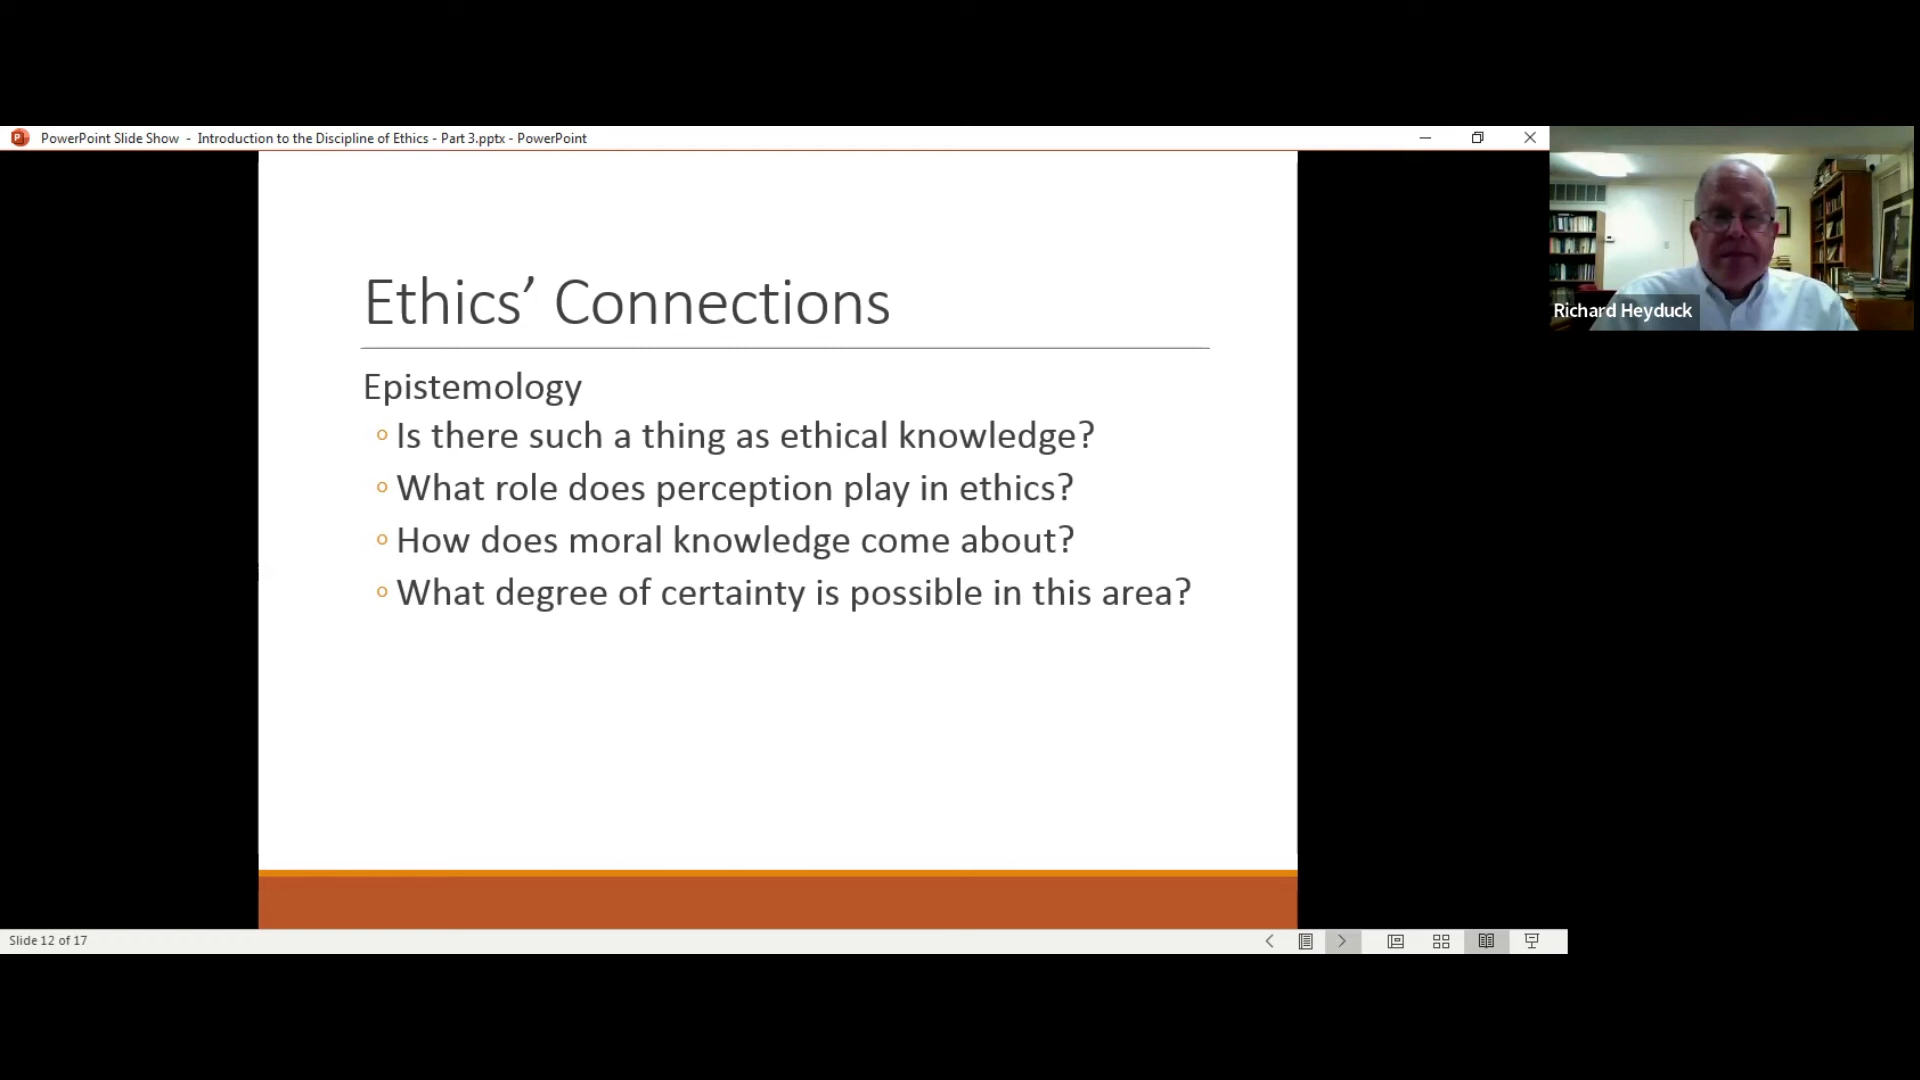 PowerPoint Slide Show - Introduction to the Discipline of Ethics - Part 3.pptx - PowerPoint
Richard Heyduck
Ethics’ Connections
Epistemology
Is there such a thing as ethical knowledge?
What role does perception play in ethics?
How does moral knowledge come about?
What degree of certainty is possible in this area?
Slide 12 of 17